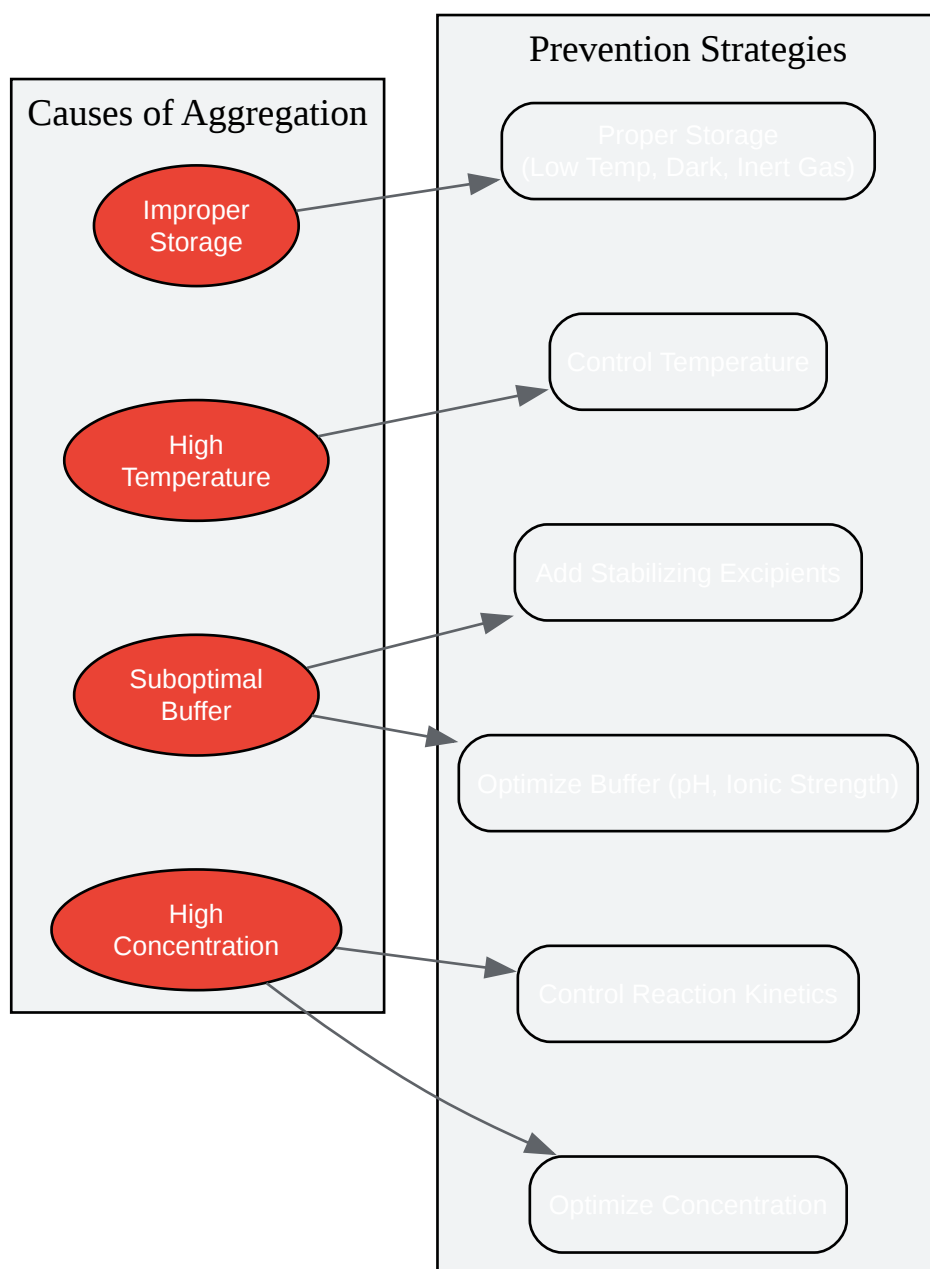 Causes of Aggregation
Improper
Storage
High
Temperature
Suboptimal
Buffer
High
Concentration
Prevention Strategies
Proper Storage
(Low Temp, Dark, Inert Gas)
Control Temperature
Add Stabilizing Excipients
Optimize Buffer (pH, Ionic Strength)
Control Reaction Kinetics
Optimize Concentration